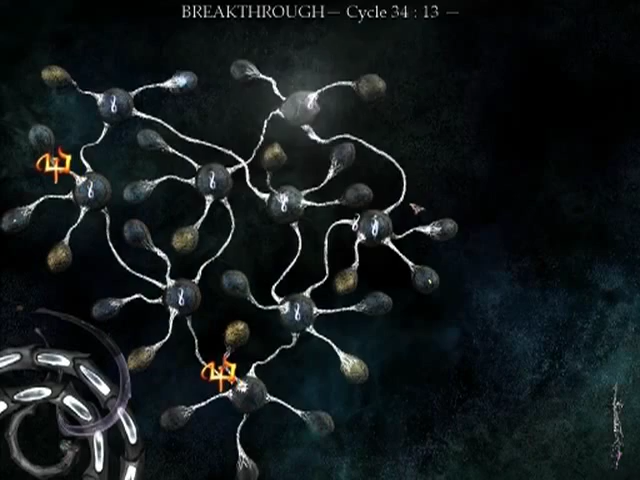 BREAKTHROUGH — Cycle 34 : 13 —